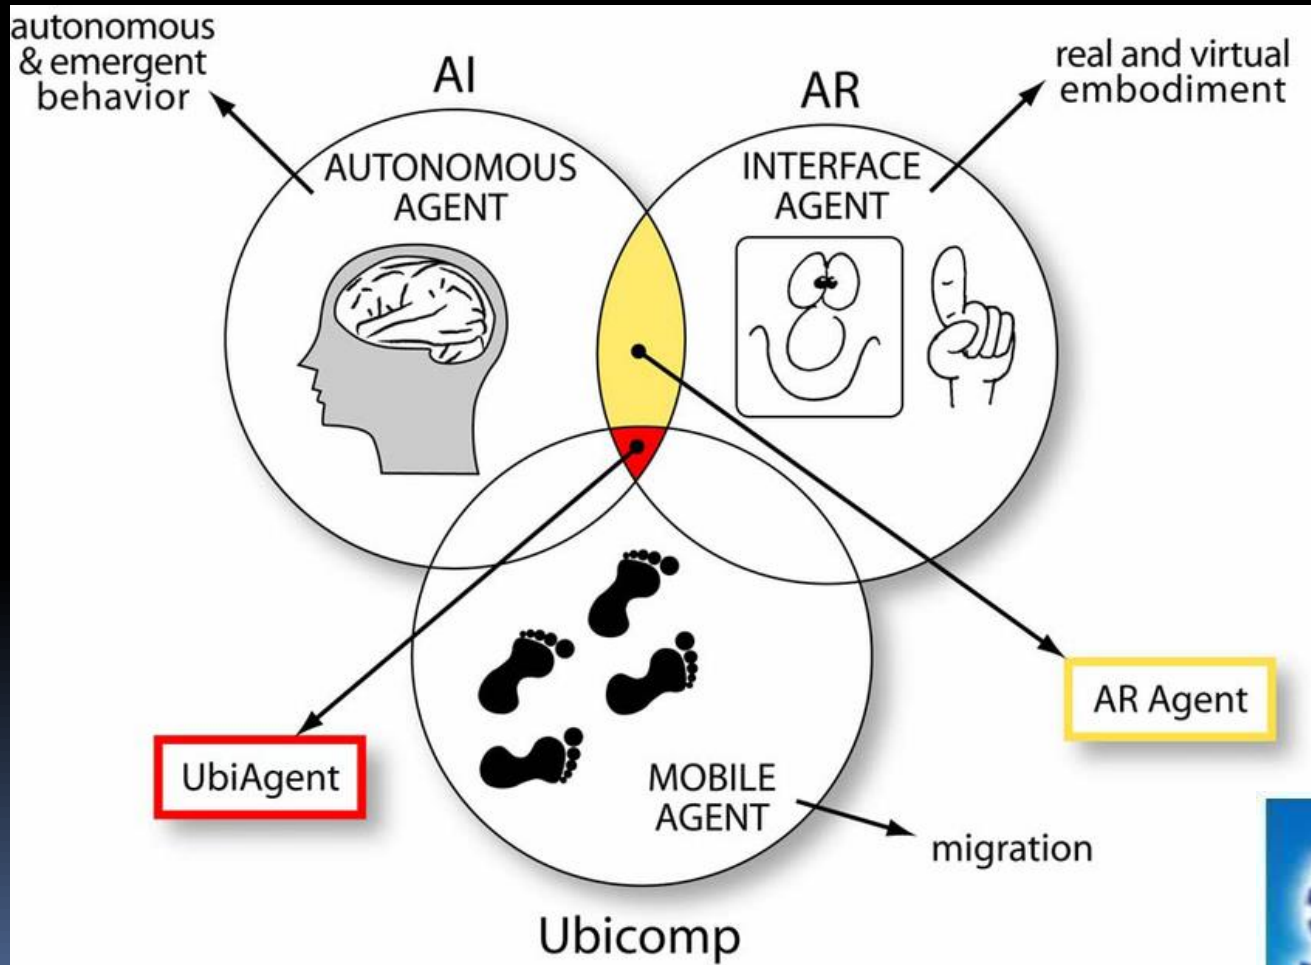 autonomous
& emergent
behavior
AI
AR
real and virtual
embodiment
AUTONOMOUS
AGENT
INTERFACE
AGENT
UbiAgent
AR Agent
MOBILE
AGENT
migration
Ubicomp